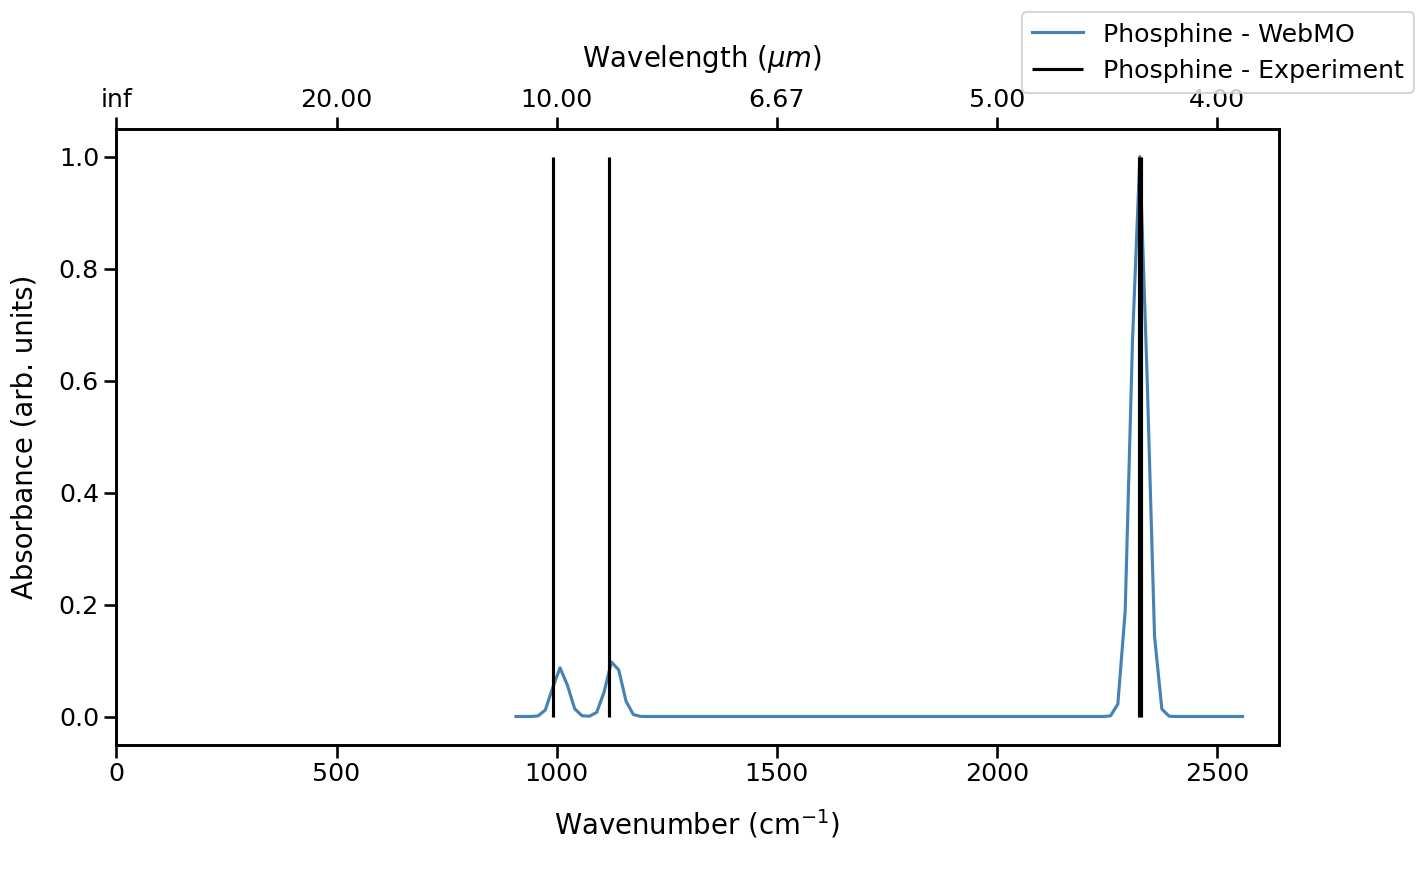 Phosphine - WebMO
Phosphine - Experiment
Wavelength (μm)
inf 20.00 10.00 6.67 5.00 4.00
1.0
0.8
0.6
0.4
0.2
0.0
Absorbance (arb. units)
0 500 1000 1500 2000 2500
Wavenumber (cm⁻¹)